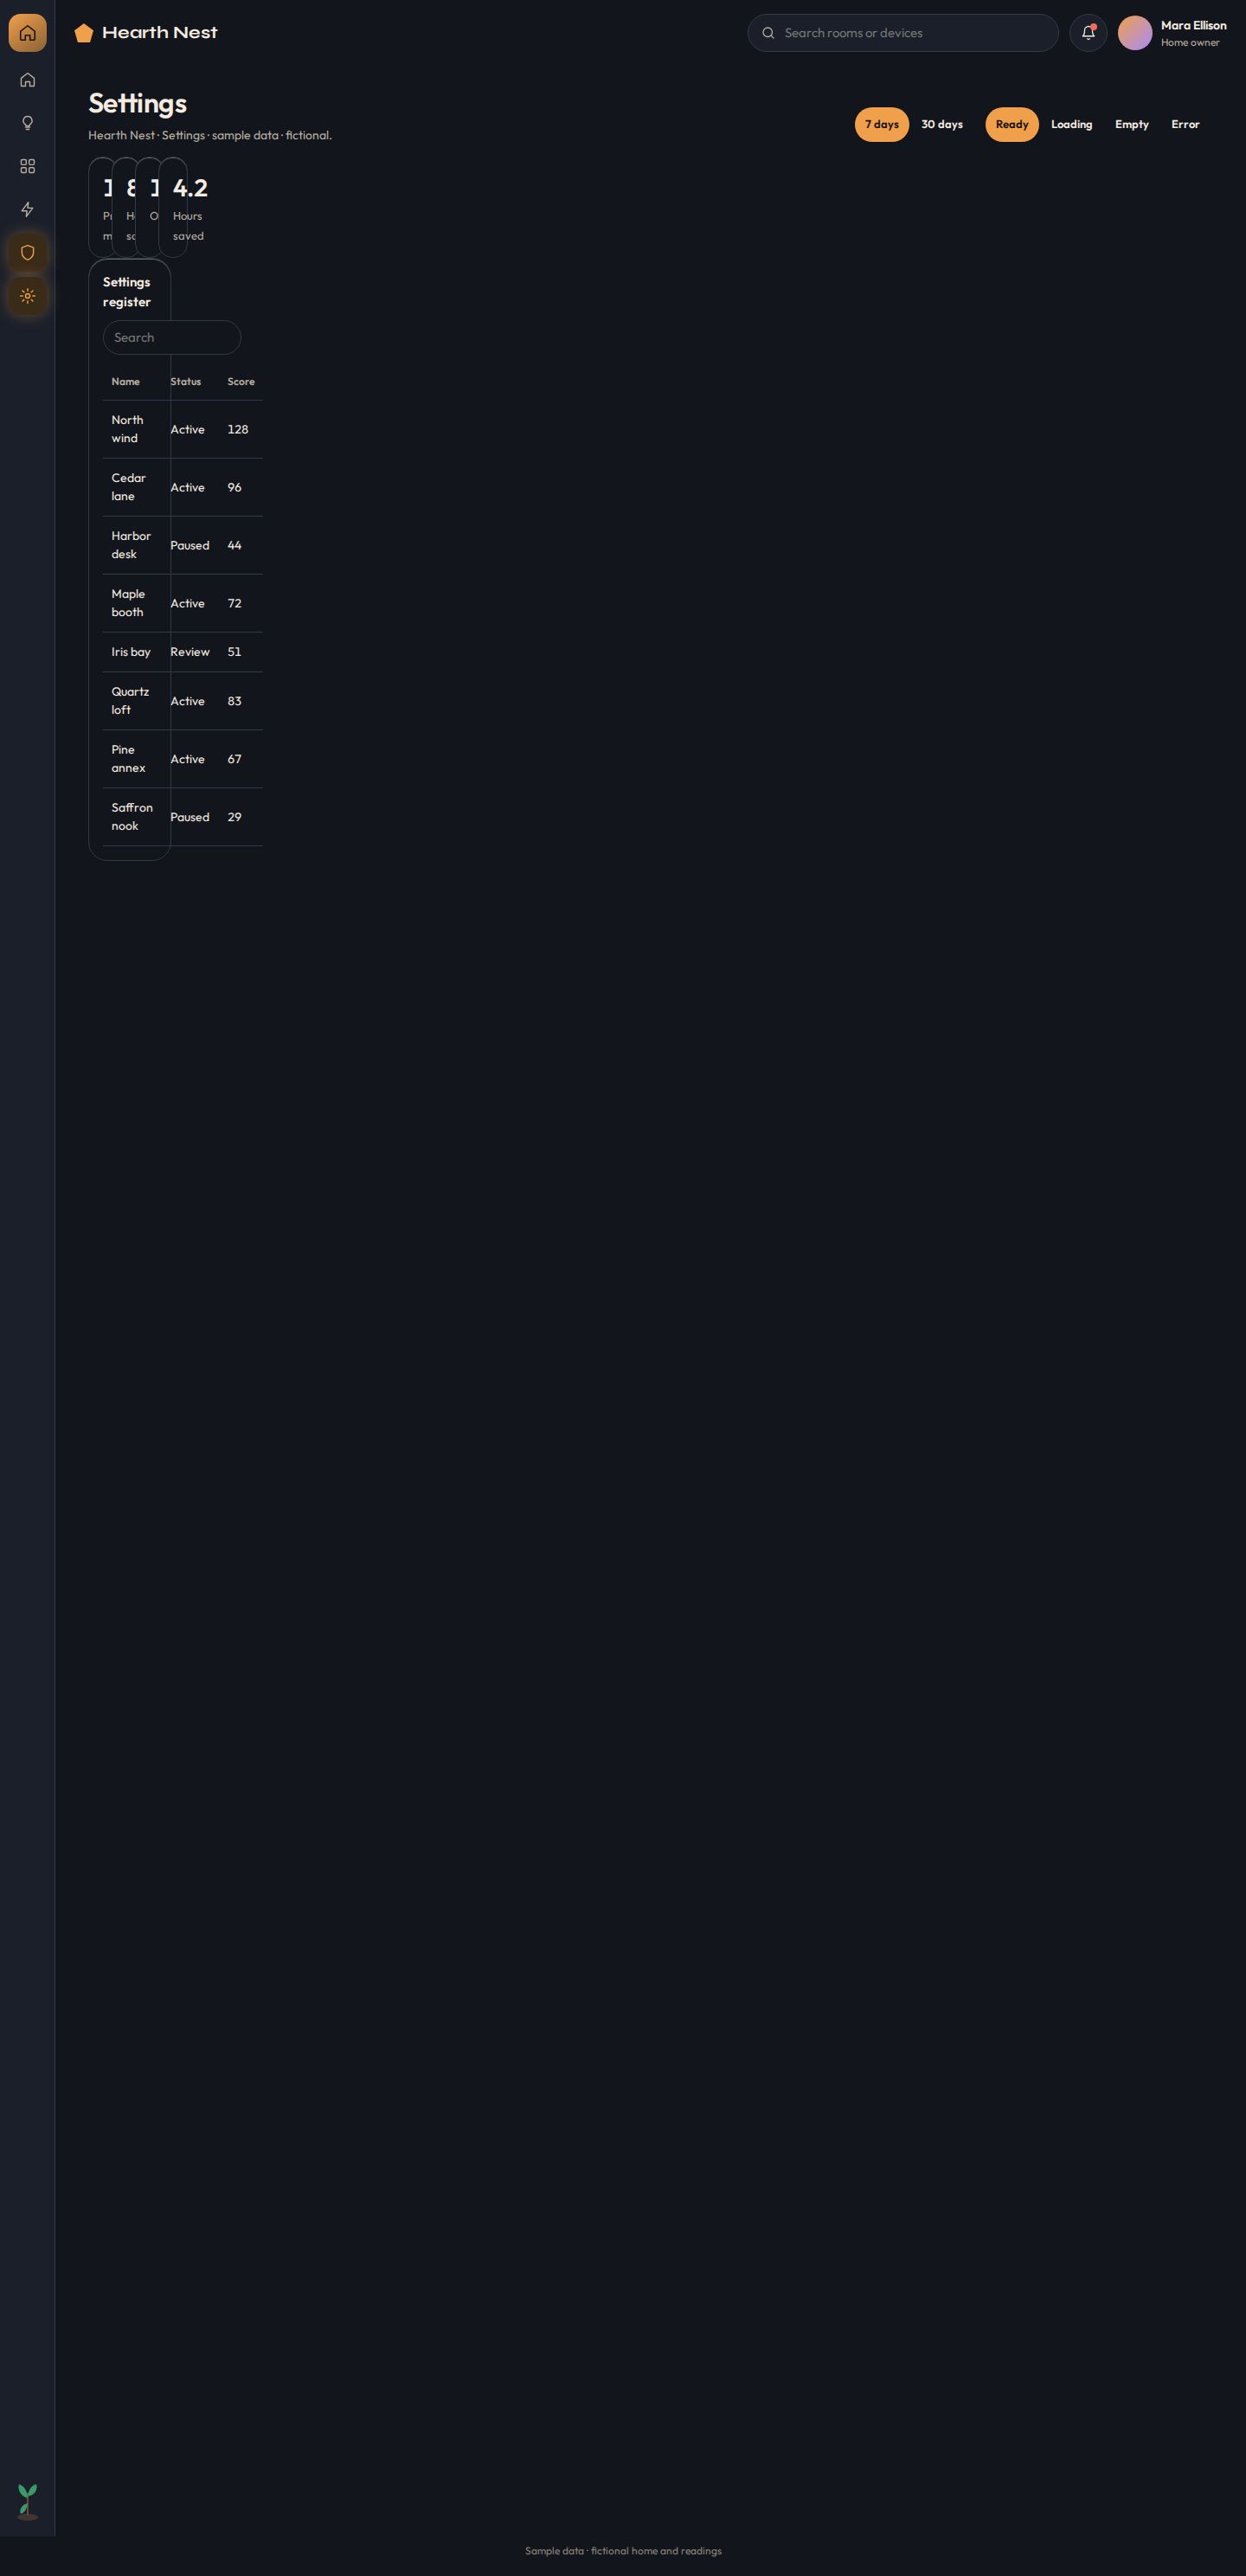 Hearth Nest
Search rooms or devices
Mara Ellison
Home owner
Settings
Hearth Nest · Settings · sample data · fictional.
7 days
30 days
Ready
Loading
Empty
Error
4.2
Hours
saved
Settings
register
Search
Name Status Score
North
wind
Active 128
Cedar
lane
Active 96
Harbor
desk
Paused 44
Maple
booth
Active 72
Iris bay Review 51
Quartz
loft
Active 83
Pine
annex
Active 67
Saffron
nook
Paused 29
Sample data · fictional home and readings